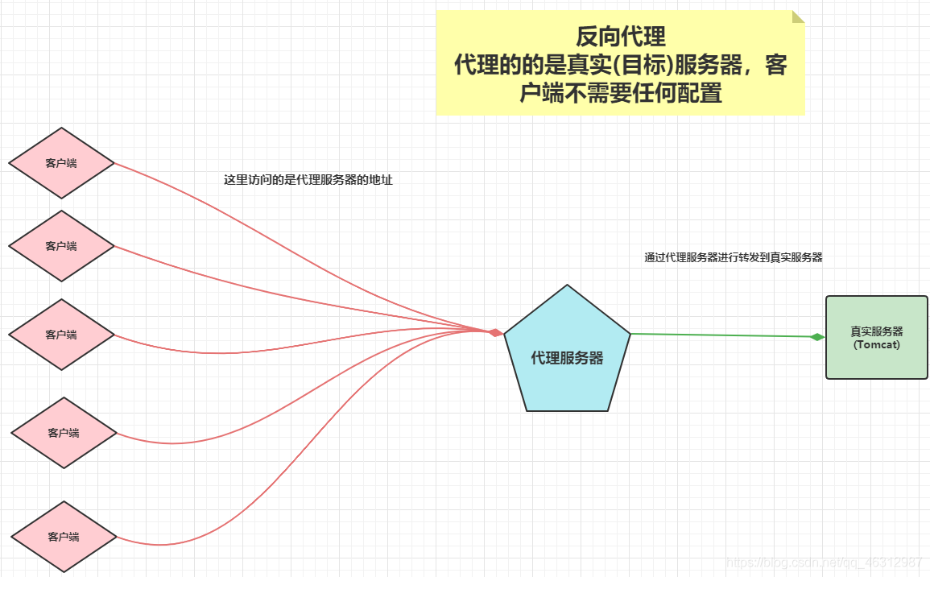 反向代理
代理的的是真实(目标)服务器，客
户端不需要任何配置
客户端
这里访问的是代理服务器的地址
客户端
通过代理服务器进行转发到真实服务器
客户端
代理服务器
真实服务器
(Tomcat)
客户端
客户端
https://blog.csdn.net/qq_46312987